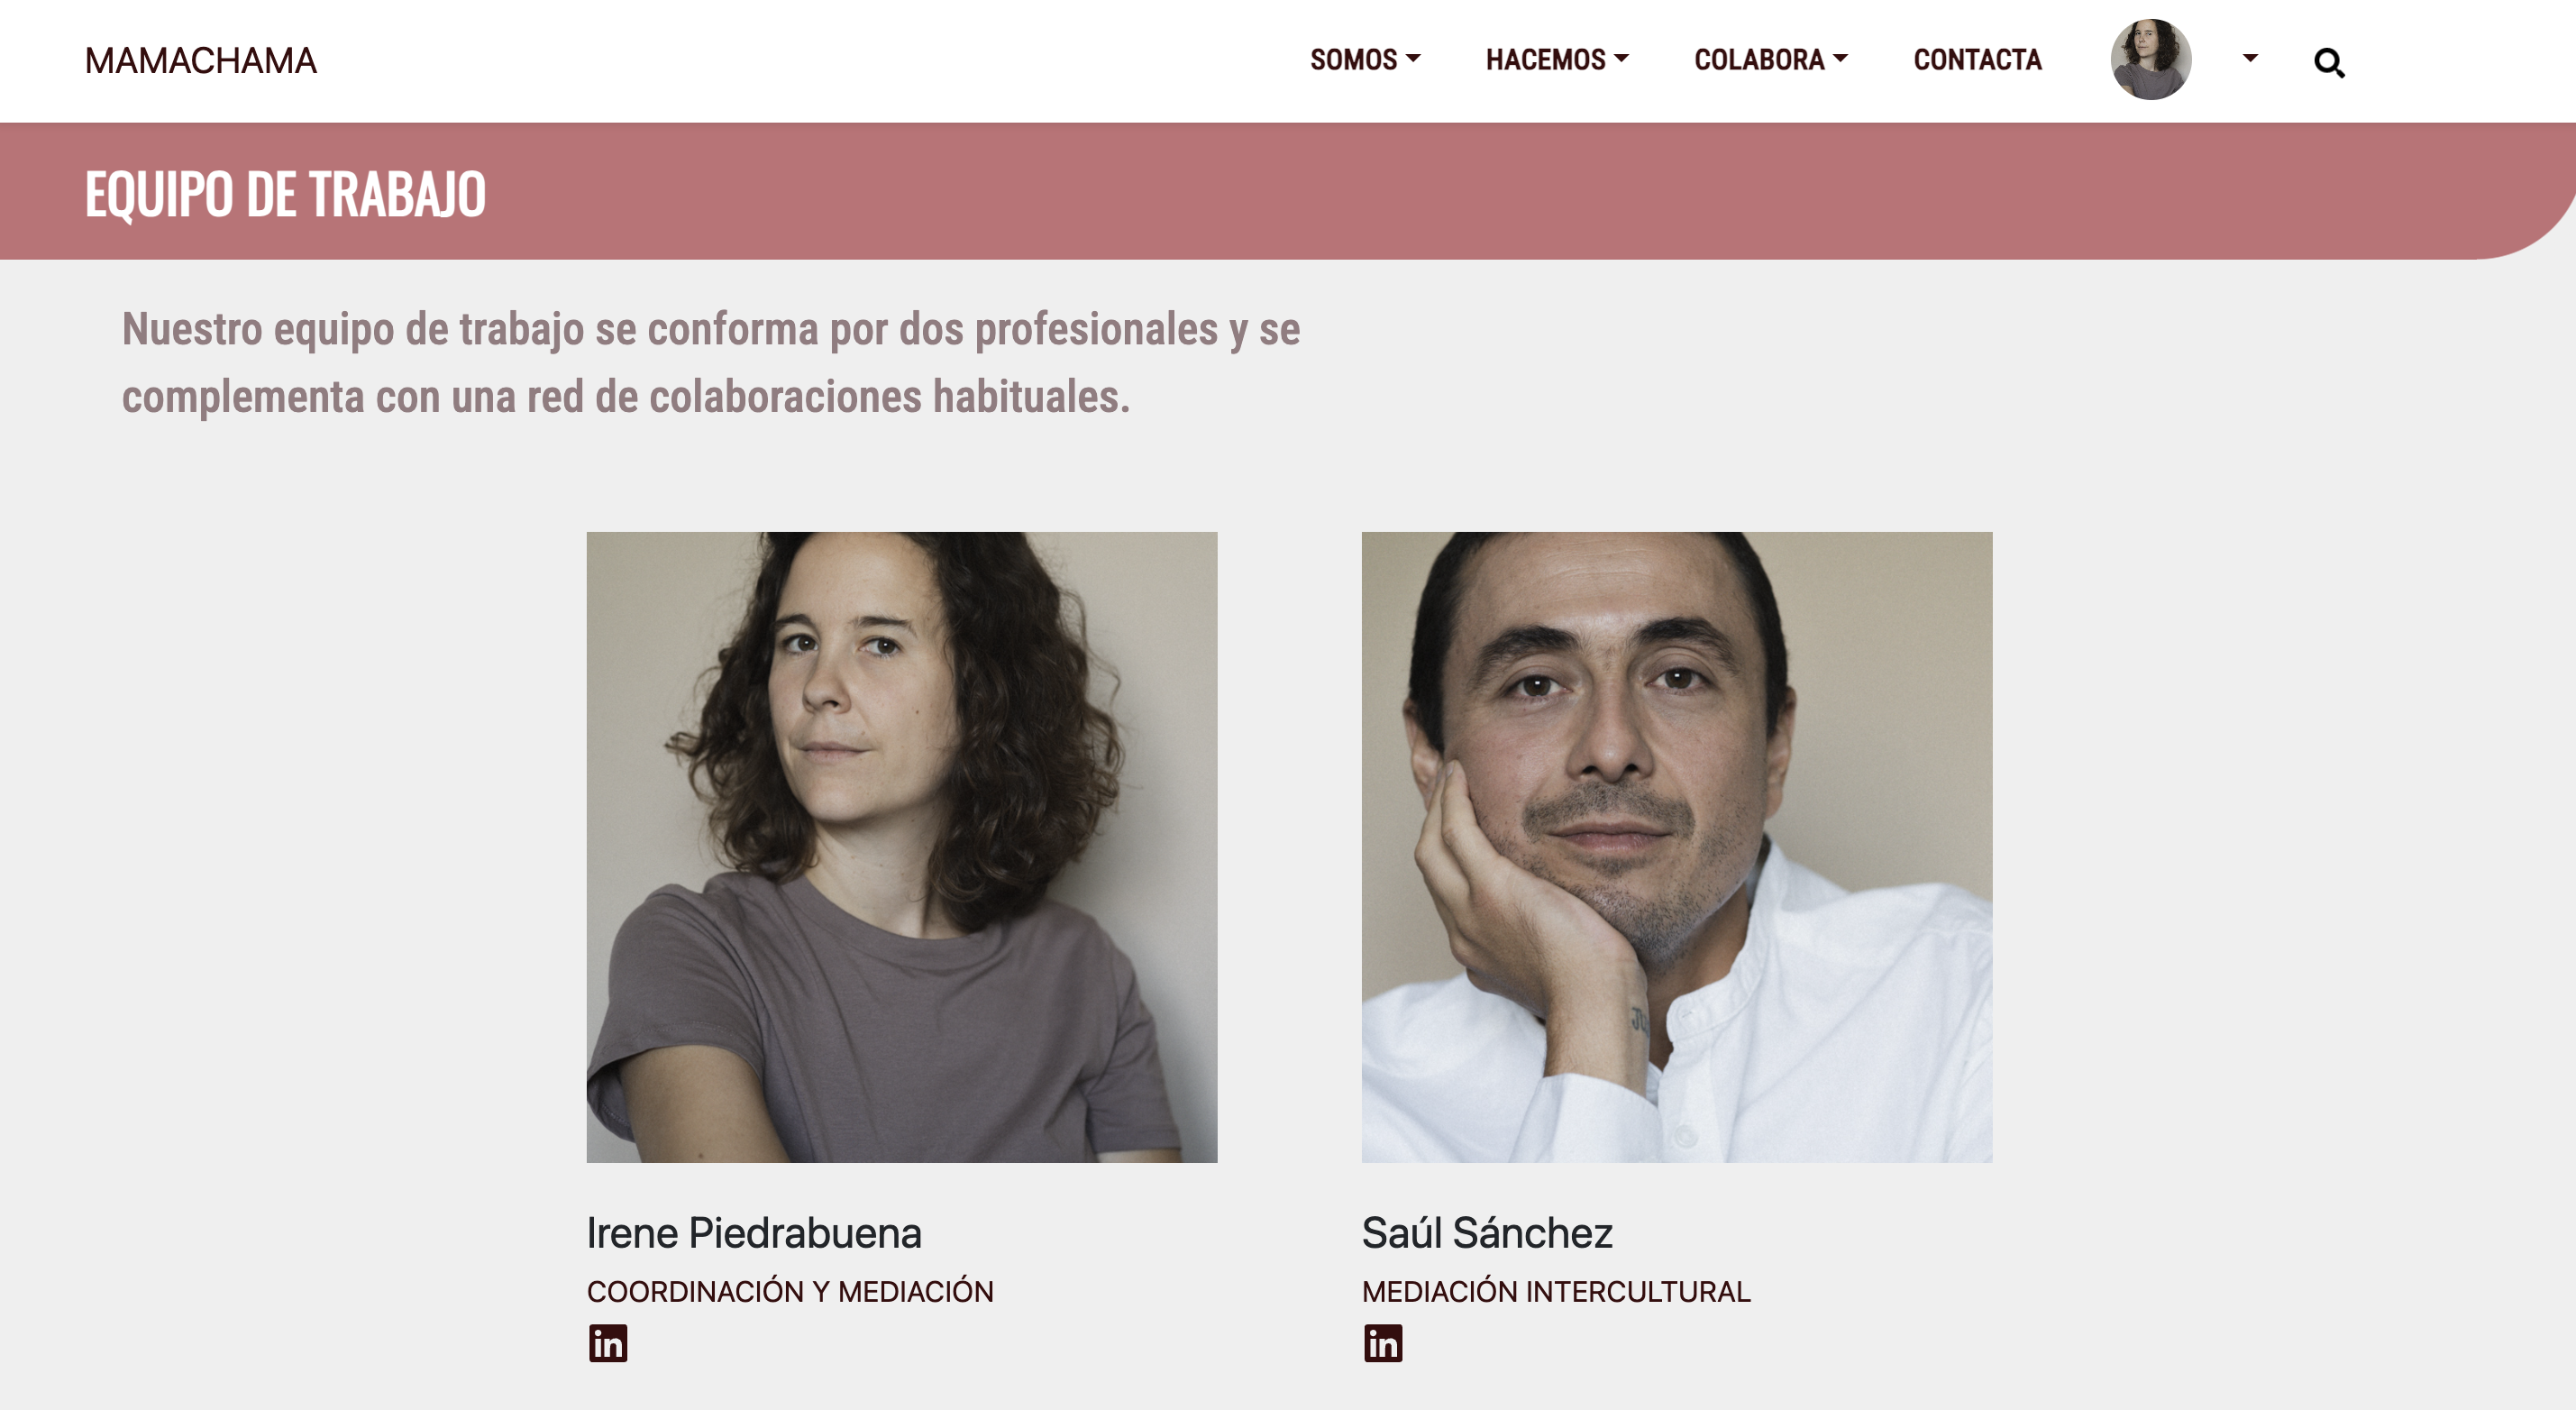 MAMACHAMA
SOMOS
HACEMOS
COLABORA
CONTACTA
EQUIPO DE TRABAJO
Nuestro equipo de trabajo se conforma por dos profesionales y se
complementa con una red de colaboraciones habituales.
Irene Piedrabuena
COORDINACIÓN Y MEDIACIÓN
in
Saúl Sánchez
MEDIACIÓN INTERCULTURAL
in